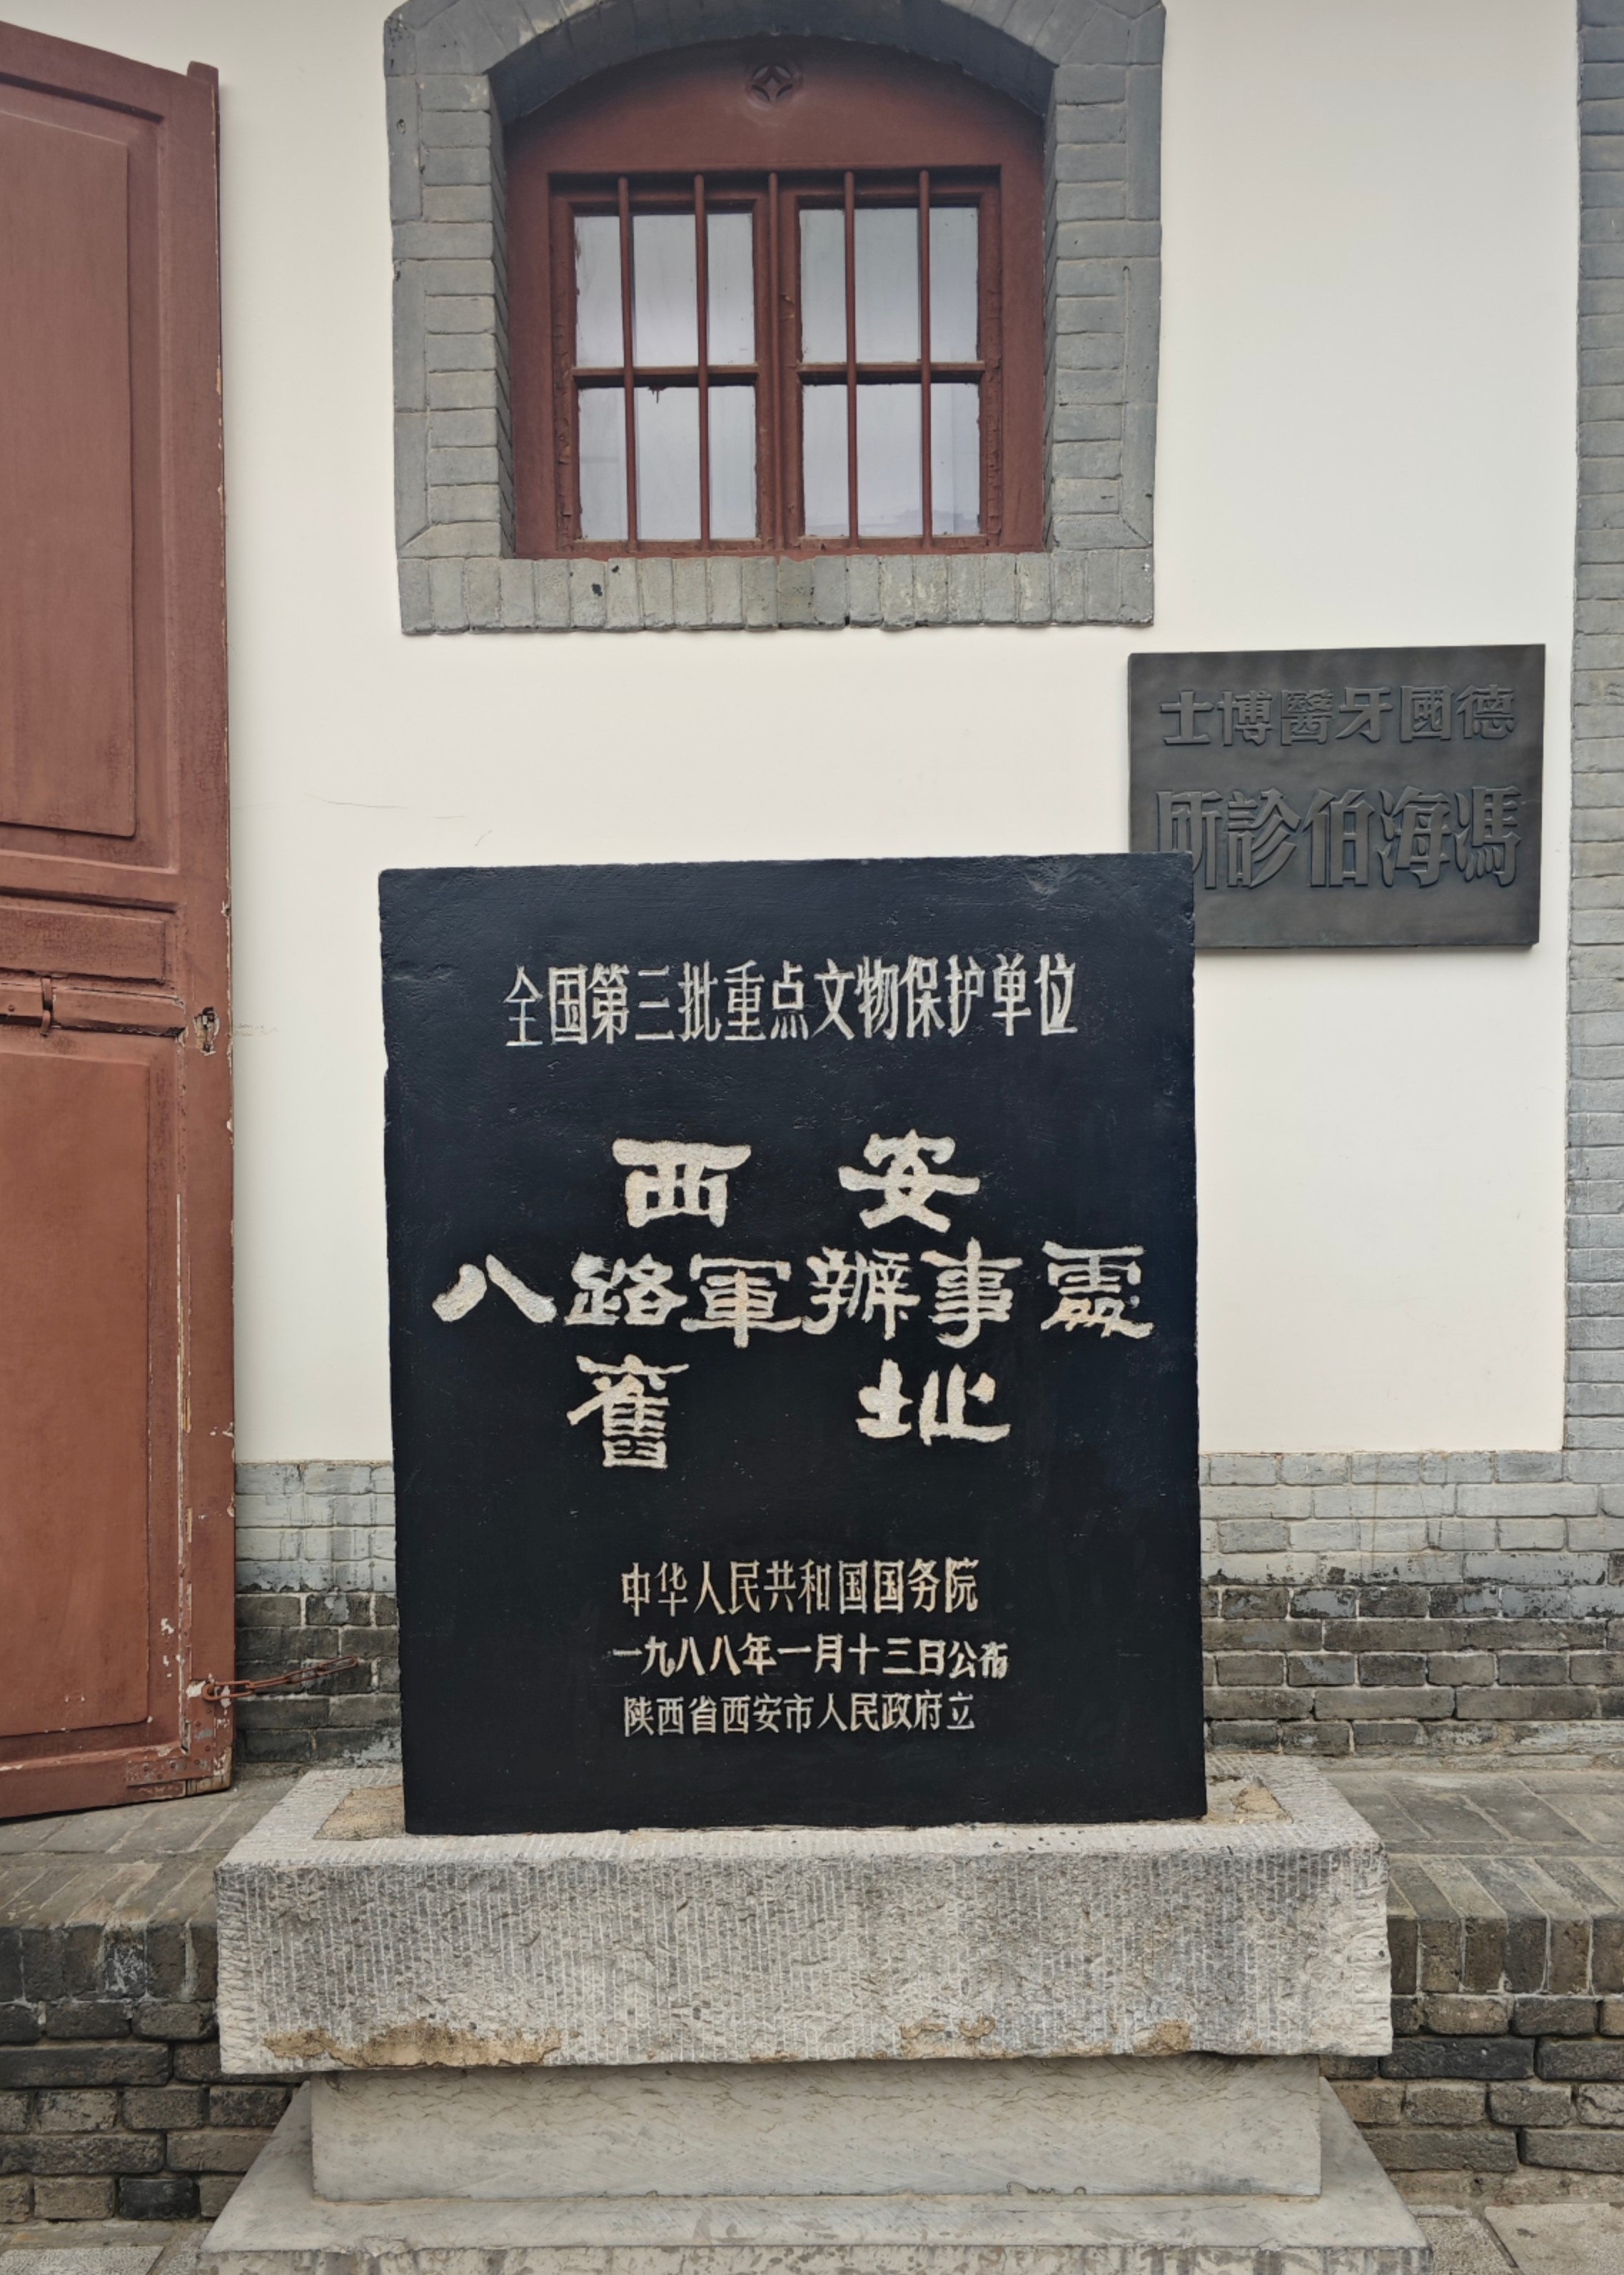 德國牙醫博士
馮海伯診所
全国第三批重点文物保护单位
西安
八路軍辦事處
舊址
中华人民共和国国务院
一九八八年一月十三日公布
陕西省西安市人民政府立